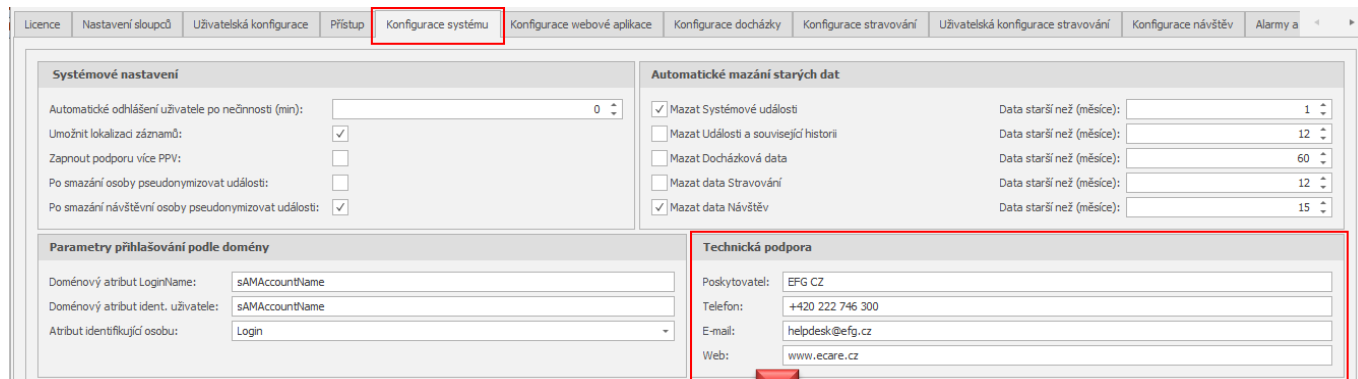 Licence Nastavení sloupců Uživatelská konfigurace Přístup Konfigurace systému Konfigurace webové aplikace Konfigurace docházky Konfigurace stravování Uživatelská konfigurace stravování Konfigurace návštěv Alarmy a
Systémové nastavení
Automatické odhlášení uživatele po nečinnosti (min): 0
Umožnit lokalizaci záznamů:
Zapnout podporu více PPV:
Po smazání osoby pseudonymizovat události:
Po smazání návštěvní osoby pseudonymizovat události:
Automatické mazání starých dat
Mazat Systémové události Data starší než (měsíce): 1
Mazat Události a související historii Data starší než (měsíce): 12
Mazat Docházková data Data starší než (měsíce): 60
Mazat data Stravování Data starší než (měsíce): 12
Mazat data Návštěv Data starší než (měsíce): 15
Parametry přihlašování podle domény
Doménový atribut LoginName: sAMAccountName
Doménový atribut ident. uživatele: sAMAccountName
Atribut identifikující osobu: Login
Technická podpora
Poskytovatel: EFG CZ
Telefon: +420 222 746 300
E-mail: helpdesk@efg.cz
Web: www.ecare.cz